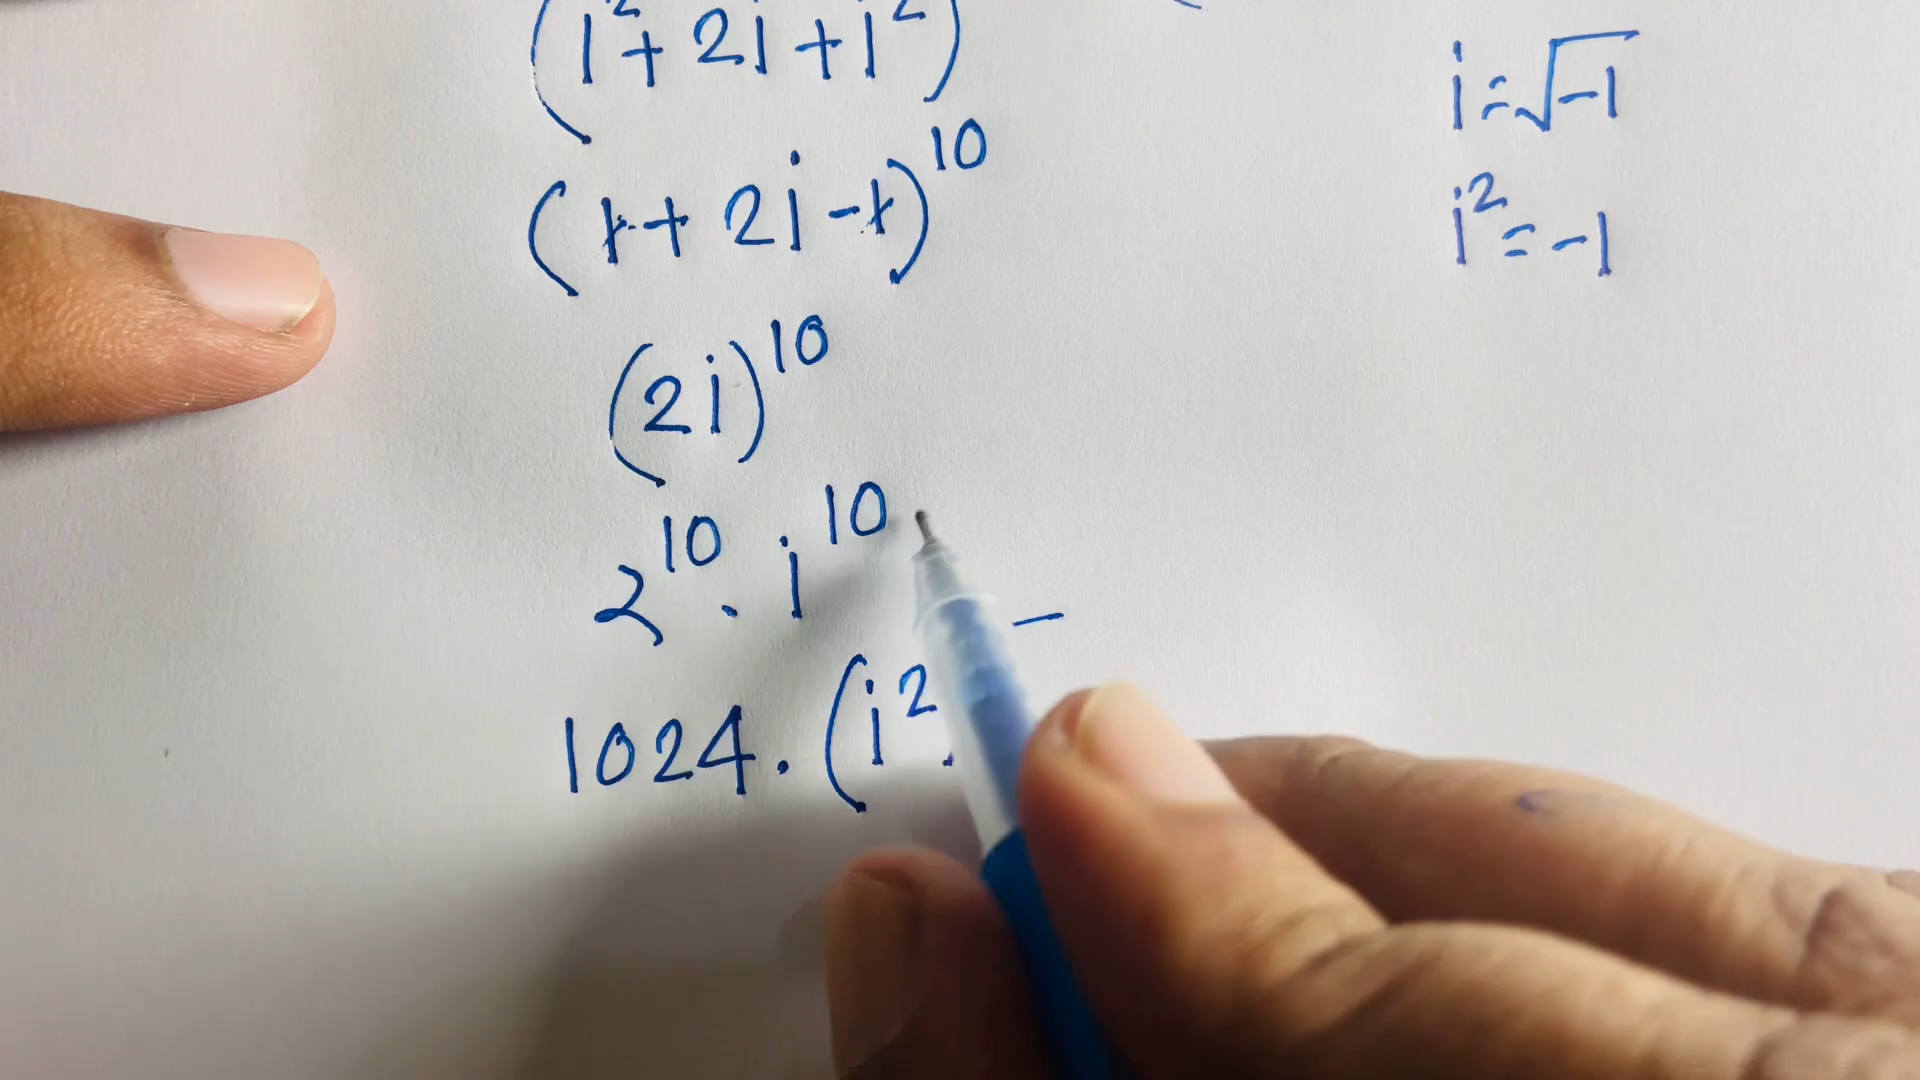 (1²+2i+i²)
(1+2i-1)¹⁰
(2i)¹⁰
2¹⁰.i¹⁰
1024.(i²
i=√-1
i²=-1